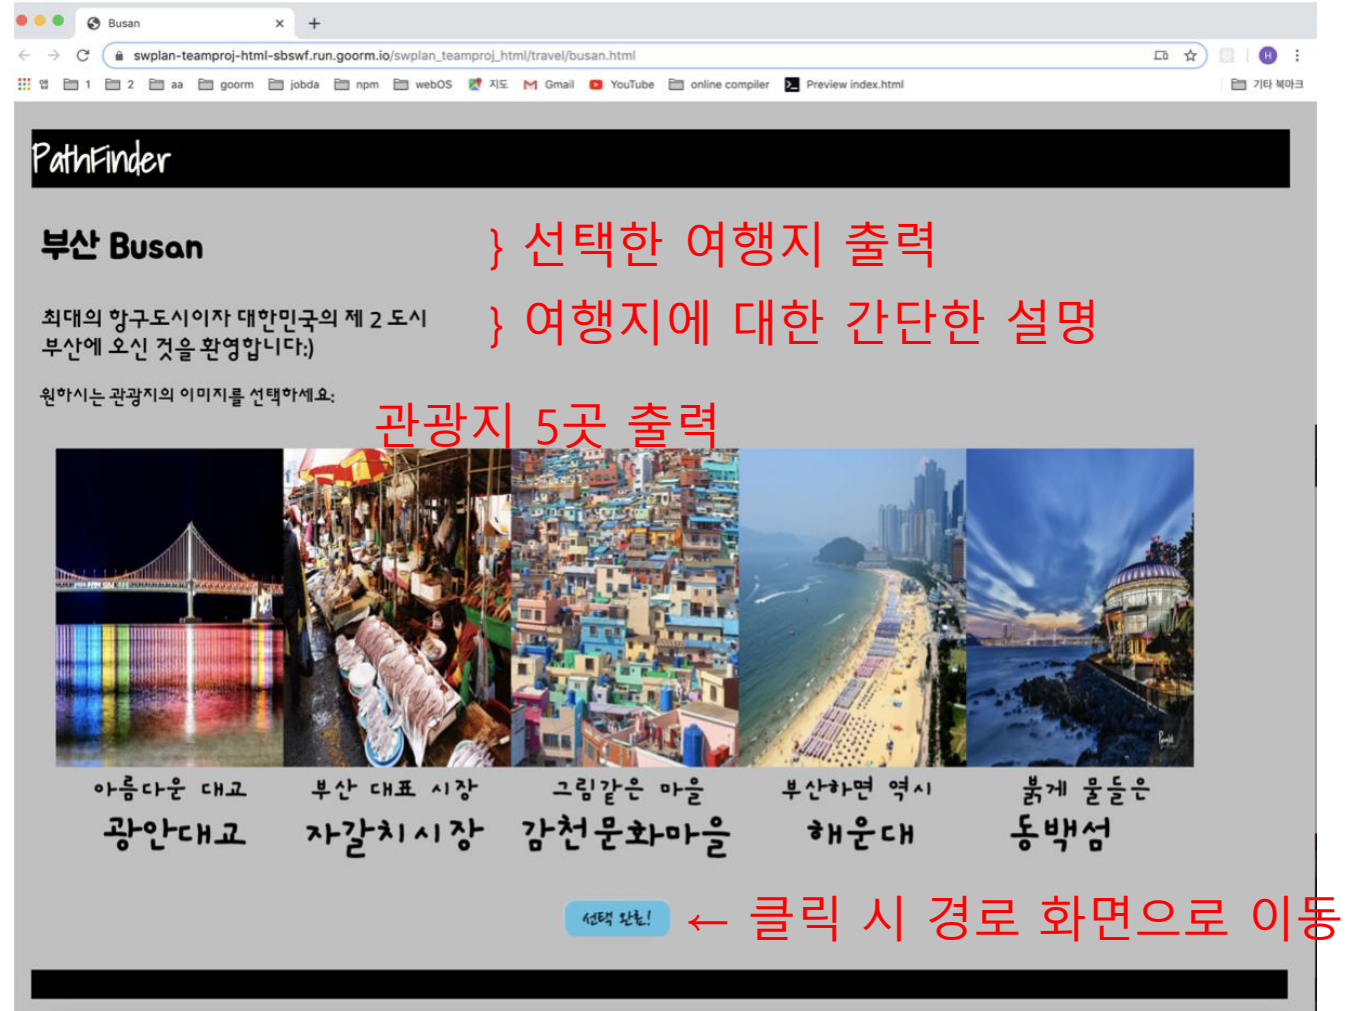 Busan
swplan-teamproj-html-sbswf.run.goorm.io/swplan_teamproj_html/travel/busan.html
H
앱 1 2 aa goorm jobda npm webOS 지도 Gmail YouTube online compiler Preview index.html 기타 북마크
PathFinder
부산 Busan
} 선택한 여행지 출력
최대의 항구도시이자 대한민국의 제 2 도시
부산에 오신 것을 환영합니다:)
} 여행지에 대한 간단한 설명
원하시는 관광지의 이미지를 선택하세요:
관광지 5곳 출력
아름다운 대교
광안대교
부산 대표 시장
자갈치시장
그림같은 마을
감천문화마을
부산하면 역시
해운대
붉게 물들은
동백섬
선택 완료!
← 클릭 시 경로 화면으로 이동